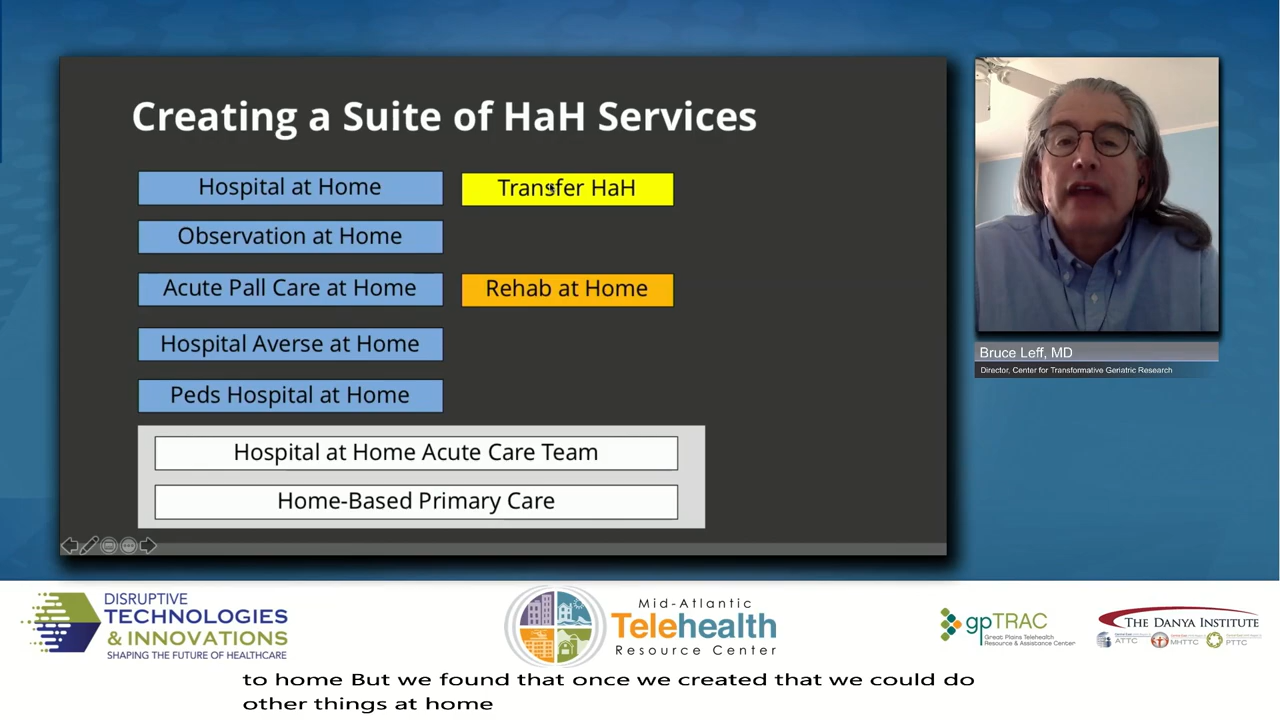 Creating a Suite of HaH Services
Hospital at Home
Transfer HaH
Observation at Home
Acute Pall Care at Home
Rehab at Home
Hospital Averse at Home
Peds Hospital at Home
Hospital at Home Acute Care Team
Home-Based Primary Care
Bruce Leff, MD
Director, Center for Transformative Geriatric Research
DISRUPTIVE
TECHNOLOGIES
& INNOVATIONS
SHAPING THE FUTURE OF HEALTHCARE
Mid-Atlantic
Telehealth
Resource Center
gpTRAC
Great Plains Telehealth
Resource & Assistance Center
THE DANYA INSTITUTE
ATTC
MHTTC
PTTC
to home But we found that once we created that we could do
other things at home